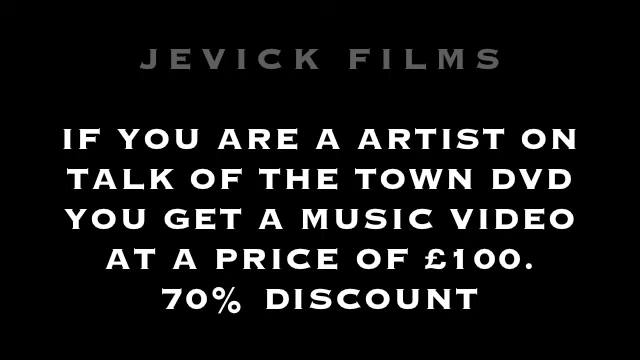 JEVICK FILMS
IF YOU ARE A ARTIST ON
TALK OF THE TOWN DVD
YOU GET A MUSIC VIDEO
AT A PRICE OF £100.
70% DISCOUNT